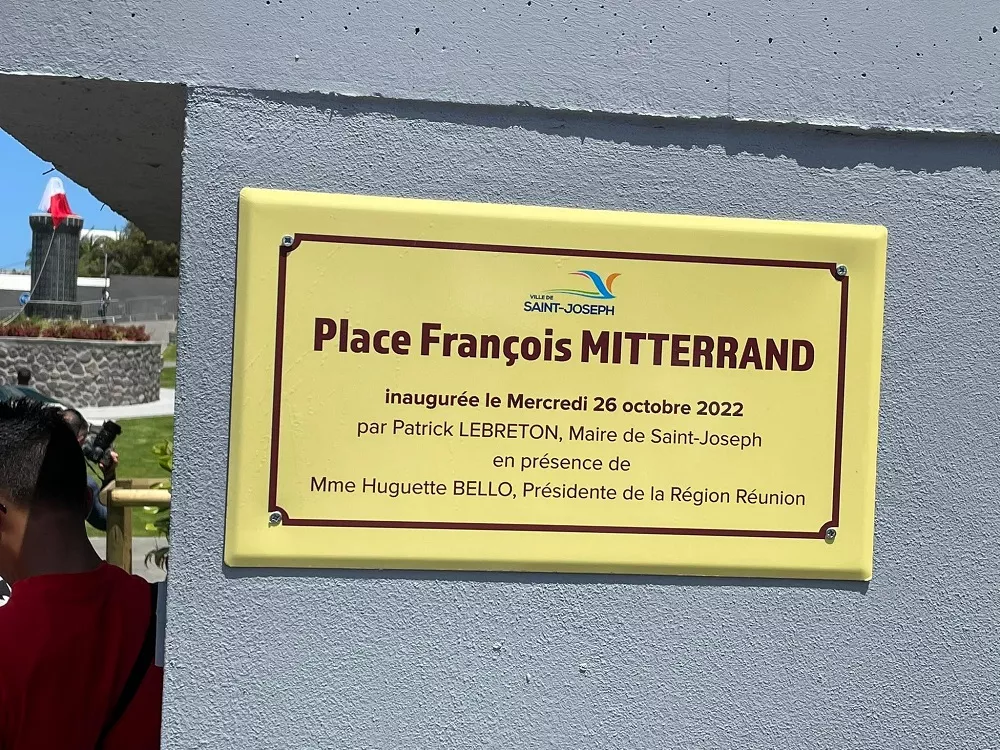 VILLE DE
SAINT-JOSEPH
Place François MITTERRAND
inaugurée le Mercredi 26 octobre 2022
par Patrick LEBRETON, Maire de Saint-Joseph
en présence de
Mme Huguette BELLO, Présidente de la Région Réunion